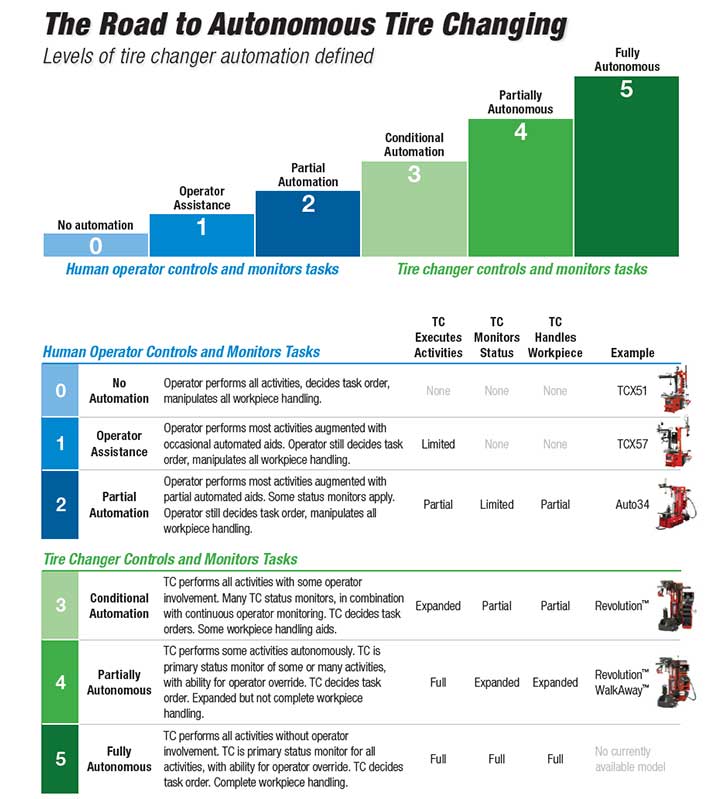 The Road to Autonomous Tire Changing
Levels of tire changer automation defined
Fully
Autonomous
5
Partially
Autonomous
4
Conditional
Automation
3
Partial
Automation
2
Operator
Assistance
1
No automation
0
Human operator controls and monitors tasks
Tire changer controls and monitors tasks
Human Operator Controls and Monitors Tasks
TC
Executes
Activities
TC
Monitors
Status
TC
Handles
Workpiece
Example
0
No
Automation
Operator performs all activities, decides task order,
manipulates all workpiece handling.
None
None
None
TCX51
1
Operator
Assistance
Operator performs most activities augmented with
occasional automated aids. Operator still decides task
order, manipulates all workpiece handling.
Limited
None
None
TCX57
2
Partial
Automation
Operator performs most activities augmented with
partial automated aids. Some status monitors apply.
Operator still decides task order, manipulates all
workpiece handling.
Partial
Limited
Partial
Auto34
Tire Changer Controls and Monitors Tasks
3
Conditional
Automation
TC performs all activities with some operator
involvement. Many TC status monitors, in combination
with continuous operator monitoring. TC decides task
orders. Some workpiece handling aids.
Expanded
Partial
Partial
Revolution™
4
Partially
Autonomous
TC performs some activities autonomously. TC is
primary status monitor of some or many activities,
with ability for operator override. TC decides task
order. Expanded but not complete workpiece
handling.
Full
Expanded
Expanded
Revolution™
WalkAway™
5
Fully
Autonomous
TC performs all activities without operator
involvement. TC is primary status monitor for all
activities, with ability for operator override. TC decides
task order. Complete workpiece handling.
Full
Full
Full
No currently
available model